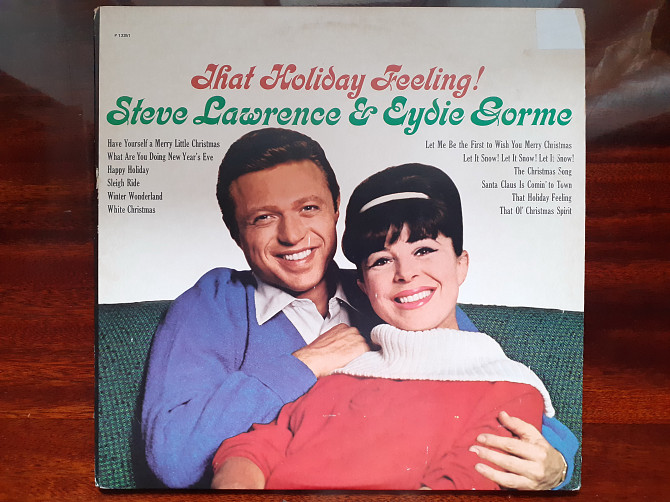 P 13351
That Holiday Feeling!
Steve Lawrence & Eydie Gorme
Have Yourself a Merry Little Christmas
What Are You Doing New Year's Eve
Happy Holiday
Sleigh Ride
Winter Wonderland
White Christmas
Let Me Be the First to Wish You Merry Christmas
Let It Snow! Let It Snow! Let It Snow!
The Christmas Song
Santa Claus Is Comin' to Town
That Holiday Feeling
That Ol' Christmas Spirit